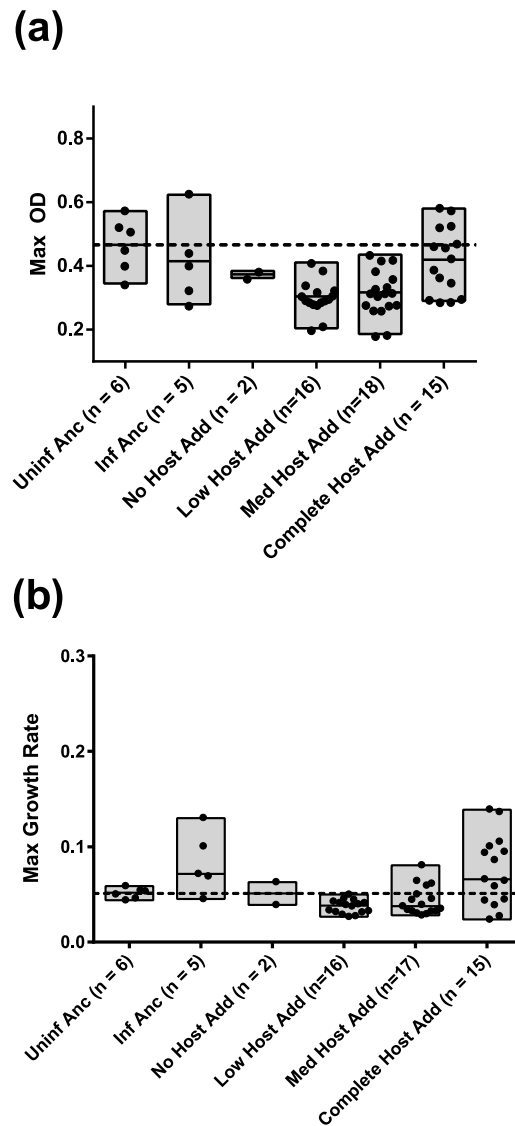 (a)
Max OD
0.8
0.6
0.4
0.2
Uninf Anc (n = 6)
Inf Anc (n = 5)
No Host Add (n = 2)
Low Host Add (n=16)
Med Host Add (n=18)
Complete Host Add (n = 15)
(b)
Max Growth Rate
0.3
0.2
0.1
0.0
Uninf Anc (n = 6)
Inf Anc (n = 5)
No Host Add (n = 2)
Low Host Add (n=16)
Med Host Add (n=17)
Complete Host Add (n = 15)